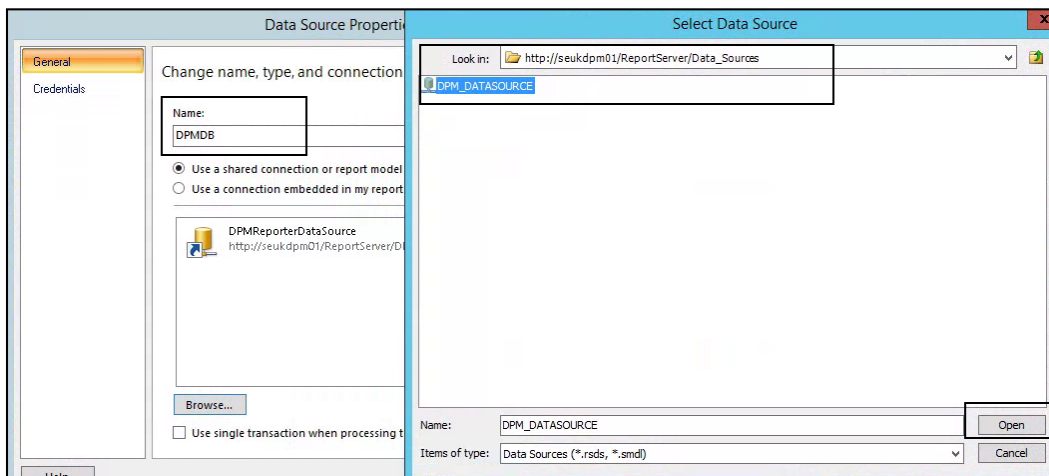 Data Source Properti
General
Credentials
Change name, type, and connection
Name:
DPMDB
Use a shared connection or report model
Use a connection embedded in my report
DPMReporterDataSource
http://seukdpm01/ReportServer/D
Browse...
Use single transaction when processing t
Help
Select Data Source
x
Look in:
http://seukdpm01/ReportServer/Data_Sources
DPM_DATASOURCE
Name:
DPM_DATASOURCE
Open
Items of type:
Data Sources (*.rsds, *.smdl)
Cancel